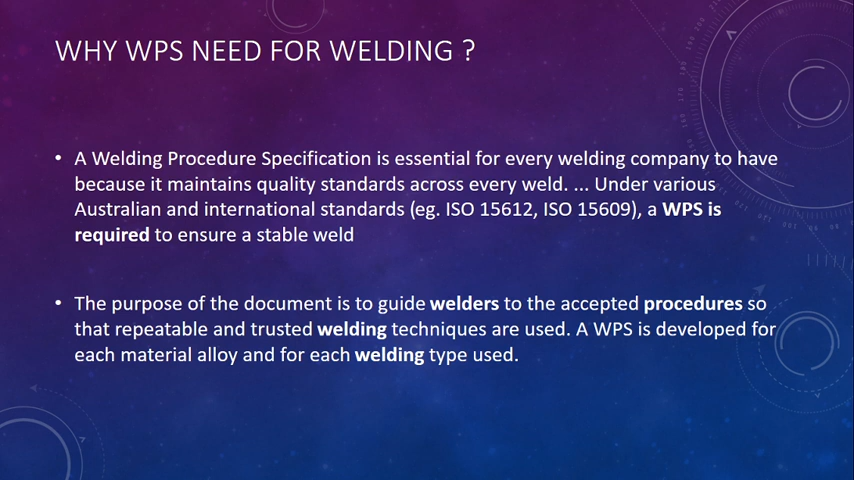 WHY WPS NEED FOR WELDING ?
• A Welding Procedure Specification is essential for every welding company to have
because it maintains quality standards across every weld. ... Under various
Australian and international standards (eg. ISO 15612, ISO 15609), a WPS is
required to ensure a stable weld
• The purpose of the document is to guide welders to the accepted procedures so
that repeatable and trusted welding techniques are used. A WPS is developed for
each material alloy and for each welding type used.